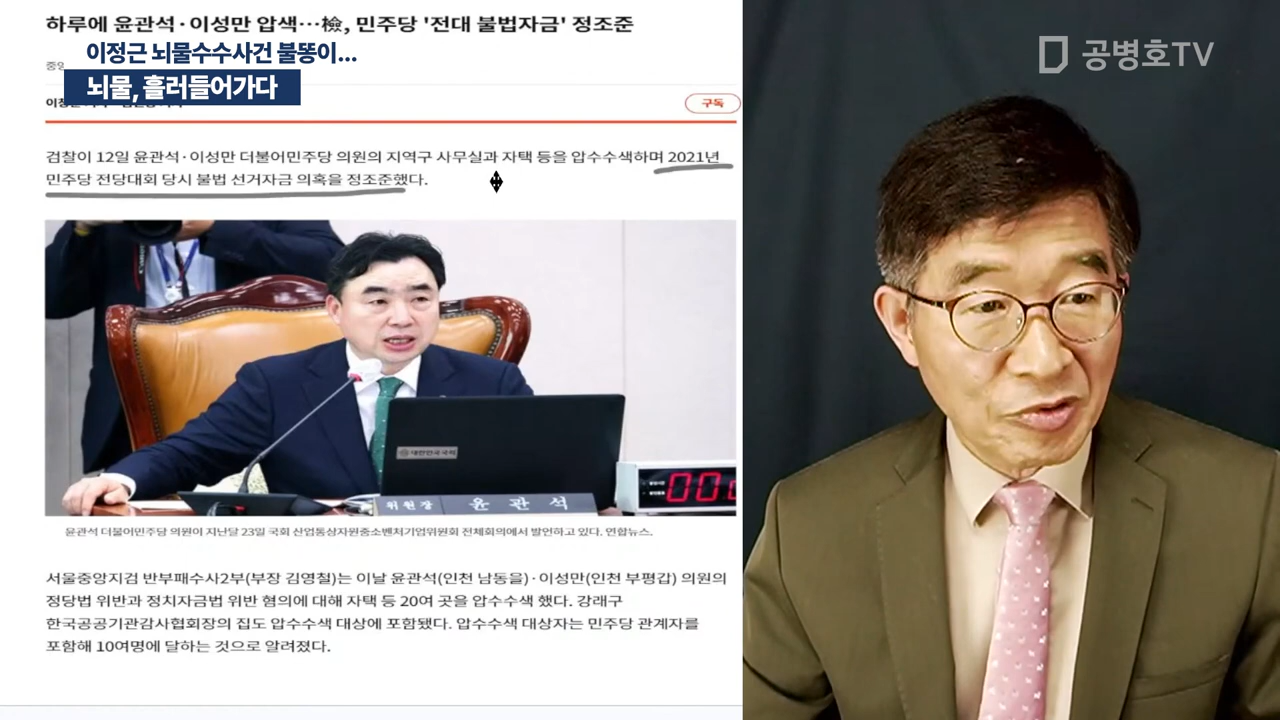 하루에 윤관석·이성만 압색…檢, 민주당 '전대 불법자금' 정조준
이정근 뇌물수수사건 불똥이...
뇌물, 흘러들어가다
공병호TV
구독
검찰이 12일 윤관석·이성만 더불어민주당 의원의 지역구 사무실과 자택 등을 압수수색하며 2021년
민주당 전당대회 당시 불법 선거자금 의혹을 정조준했다.
대한민국국회
위원장 윤관석
윤관석 더불어민주당 의원이 지난달 23일 국회 산업통상자원중소벤처기업위원회 전체회의에서 발언하고 있다. 연합뉴스.
서울중앙지검 반부패수사2부(부장 김영철)는 이날 윤관석(인천 남동을)·이성만(인천 부평갑) 의원의
정당법 위반과 정치자금법 위반 혐의에 대해 자택 등 20여 곳을 압수수색 했다. 강래구
한국공공기관감사협회장의 집도 압수수색 대상에 포함됐다. 압수수색 대상자는 민주당 관계자를
포함해 10여명에 달하는 것으로 알려졌다.